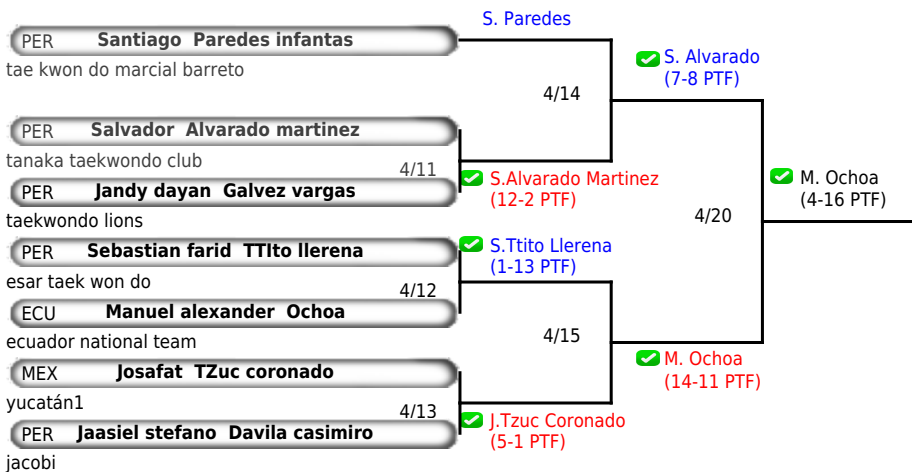 S. Paredes
PER Santiago Paredes infantas
tae kwon do marcial barreto
S. Alvarado
(7-8 PTF)
4/14
PER Salvador Alvarado martinez
tanaka taekwondo club
4/11
S.Alvarado Martinez
(12-2 PTF)
PER Jandy dayan Galvez vargas
taekwondo lions
M. Ochoa
(4-16 PTF)
4/20
PER Sebastian farid TTIto llerena
esar taek won do
S.Ttito Llerena
(1-13 PTF)
4/12
ECU Manuel alexander Ochoa
ecuador national team
4/15
MEX Josafat TZuc coronado
yucatán1
M. Ochoa
(14-11 PTF)
4/13
J.Tzuc Coronado
(5-1 PTF)
PER Jaasiel stefano Davila casimiro
jacobi